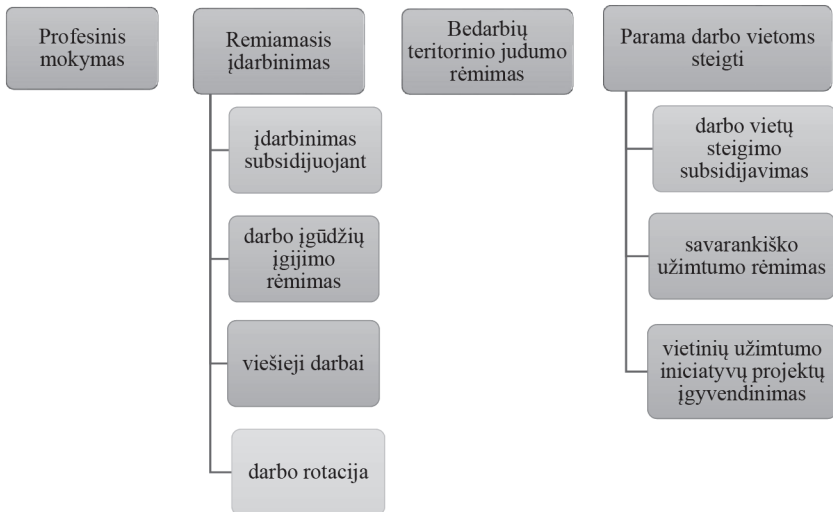 Profesinis
mokymas
Remiamasis
įdarbinimas
įdarbinimas
subsidijuojant
darbo įgūdžių
įgijimo
rėmimas
viešieji darbai
darbo rotacija
Bedarbių
teritorinio judumo
rėmimas
Parama darbo vietoms
steigti
darbo vietų
steigimo
subsidijavimas
savarankiško
užimtumo rėmimas
vietinių užimtumo
iniciatyvų projektų
įgyvendinimas